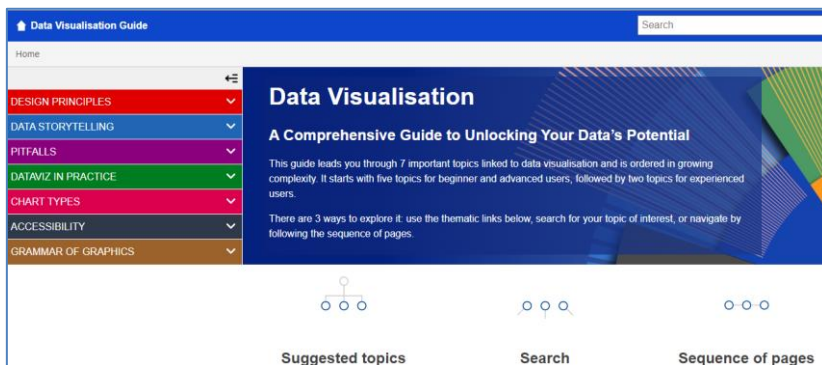 Data Visualisation Guide
Search
Home
DESIGN PRINCIPLES
DATA STORYTELLING
PITFALLS
DATAVIZ IN PRACTICE
CHART TYPES
ACCESSIBILITY
GRAMMAR OF GRAPHICS
Data Visualisation
A Comprehensive Guide to Unlocking Your Data's Potential
This guide leads you through 7 important topics linked to data visualisation and is ordered in growing
complexity. It starts with five topics for beginner and advanced users, followed by two topics for experienced
users.
There are 3 ways to explore it: use the thematic links below, search for your topic of interest, or navigate by
following the sequence of pages.
Suggested topics
Search
Sequence of pages